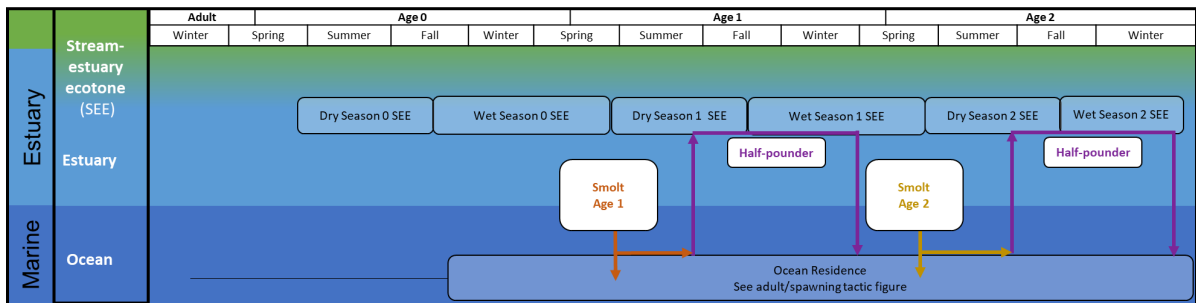 Adult Age 0 Age 1 Age 2
Winter Spring Summer Fall Winter Spring Summer Fall Winter Spring Summer Fall Winter
Estuary
Stream-
estuary
ecotone
(SEE)
Dry Season 0 SEE Wet Season 0 SEE Dry Season 1 SEE Wet Season 1 SEE Dry Season 2 SEE Wet Season 2 SEE
Estuary
Half-pounder
Half-pounder
Smolt
Age 1
Smolt
Age 2
Marine
Ocean
Ocean Residence
See adult/spawning tactic figure